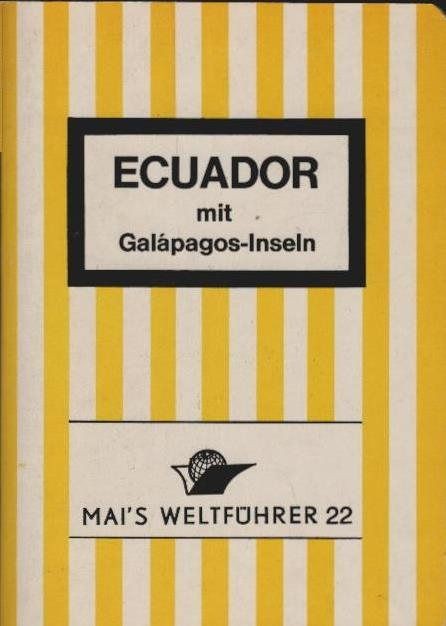 ECUADOR
mit
Galápagos-Inseln
MAI'S WELTFÜHRER 22